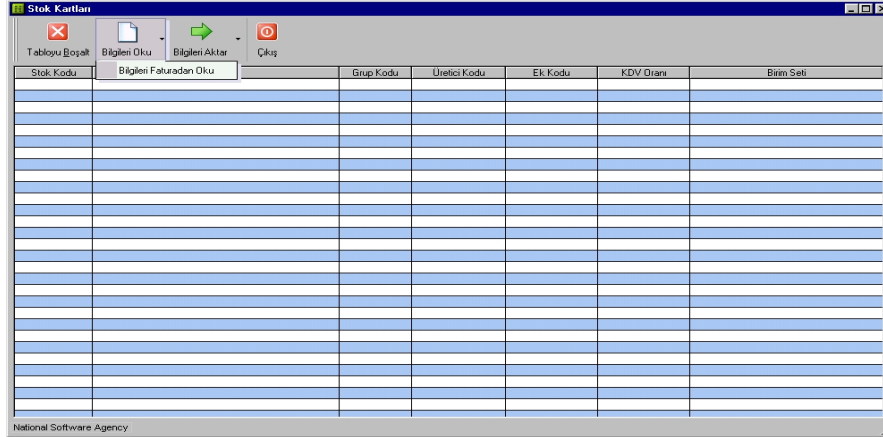 Stok Kartları
Tabloyu Boşalt Bilgileri Oku Bilgileri Aktar Çıkış
Bilgileri Faturadan Oku
Stok Kodu Grup Kodu Üretici Kodu Ek Kodu KDV Oranı Birim Seti
National Software Agency